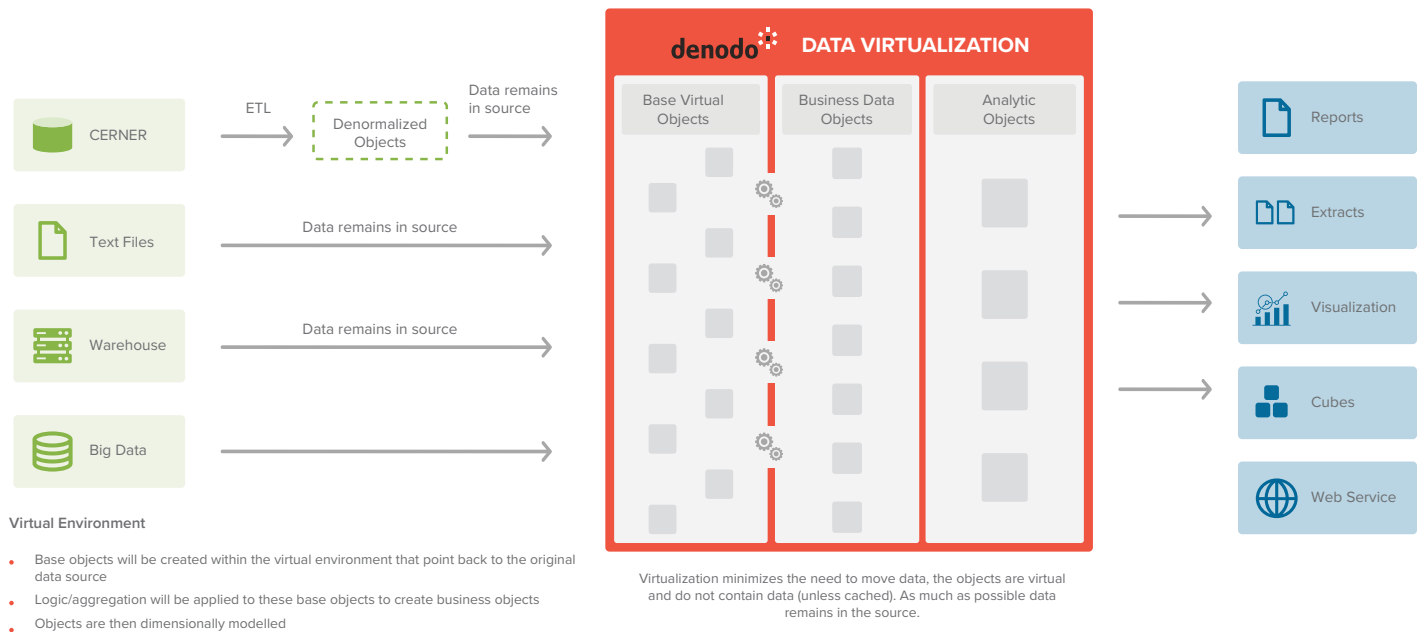 denodo DATA VIRTUALIZATION
CERNER
ETL
Denormalized
Objects
Data remains
in source
Text Files
Data remains in source
Warehouse
Data remains in source
Big Data
Base Virtual
Objects
Business Data
Objects
Analytic
Objects
Reports
Extracts
Visualization
Cubes
Web Service
Virtual Environment
• Base objects will be created within the virtual environment that point back to the original
data source
• Logic/aggregation will be applied to these base objects to create business objects
• Objects are then dimensionally modelled
Virtualization minimizes the need to move data, the objects are virtual
and do not contain data (unless cached). As much as possible data
remains in the source.